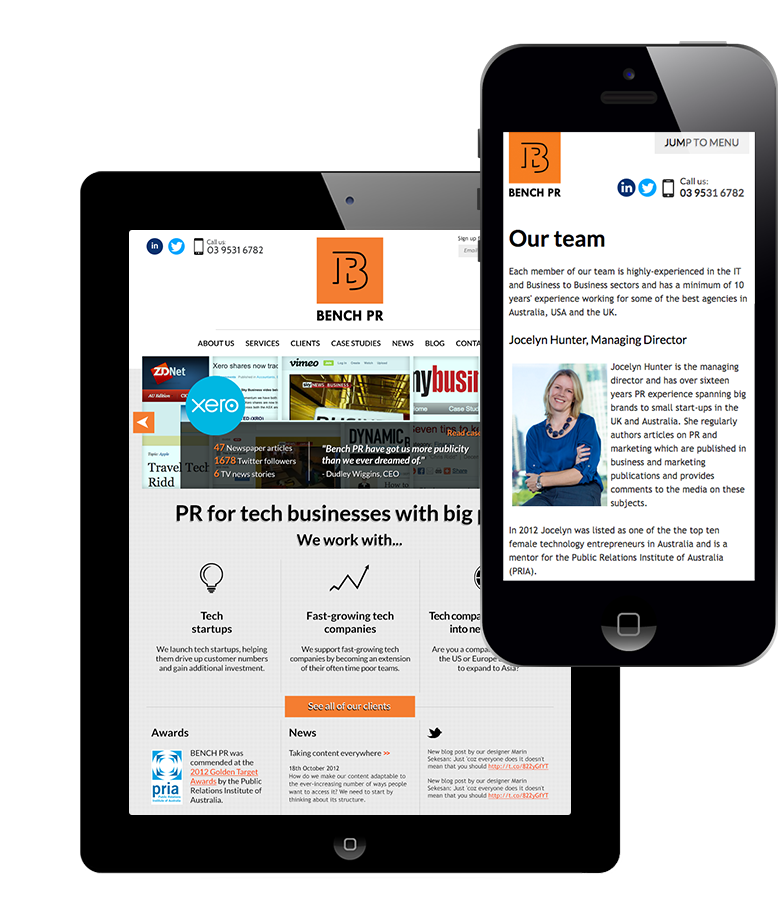 Call us:
03 9531 6782
Sign up
Email
BENCH PR
ABOUT US SERVICES CLIENTS CASE STUDIES NEWS BLOG CONTA
ZDNet
AU Edition
Xero shares now trac
vimeo
SKY NEWS BUSINESS
mybusin
Home Case Stud
xero
DYNAMIC
Read case
47 Newspaper articles
1678 Twitter followers
6 TV news stories
"Bench PR have got us more publicity
than we ever dreamed of,"
- Dudley Wiggins, CEO
Travel Tech
Ridd
PR for tech businesses with big p
We work with...
Tech
startups
We launch tech startups, helping
them drive up customer numbers
and gain additional investment.
Fast-growing tech
companies
We support fast-growing tech
companies by becoming an extension
of their often time poor teams.
Tech compa
into ne
Are you a compa
the US or Europe
to expand to Asia?
See all of our clients
Awards
pria
Public Relations
Institute of Australia
BENCH PR was
commended at the
2012 Golden Target
Awards by the Public
Relations Institute of
Australia.
News
Taking content everywhere >>
18th October 2012
How do we make our content adaptable to
the ever-increasing number of ways people
want to access it? We need to start by
thinking about its structure.
New blog post by our designer Marin
Sekesan: Just 'coz everyone does it doesn't
mean that you should http://t.co/822yGfYT
New blog post by our designer Marin
Sekesan: Just 'coz everyone does it doesn't
mean that you should http://t.co/822yGfYT
BENCH PR
JUMP TO MENU
Call us:
03 9531 6782
Our team
Each member of our team is highly-experienced in the IT
and Business to Business sectors and has a minimum of 10
years' experience working for some of the best agencies in
Australia, USA and the UK.
Jocelyn Hunter, Managing Director
Jocelyn Hunter is the managing
director and has over sixteen
years PR experience spanning big
brands to small start-ups in the
UK and Australia. She regularly
authors articles on PR and
marketing which are published in
business and marketing
publications and provides
comments to the media on these
subjects.
In 2012 Jocelyn was listed as one of the the top ten
female technology entrepreneurs in Australia and is a
mentor for the Public Relations Institute of Australia
(PRIA).